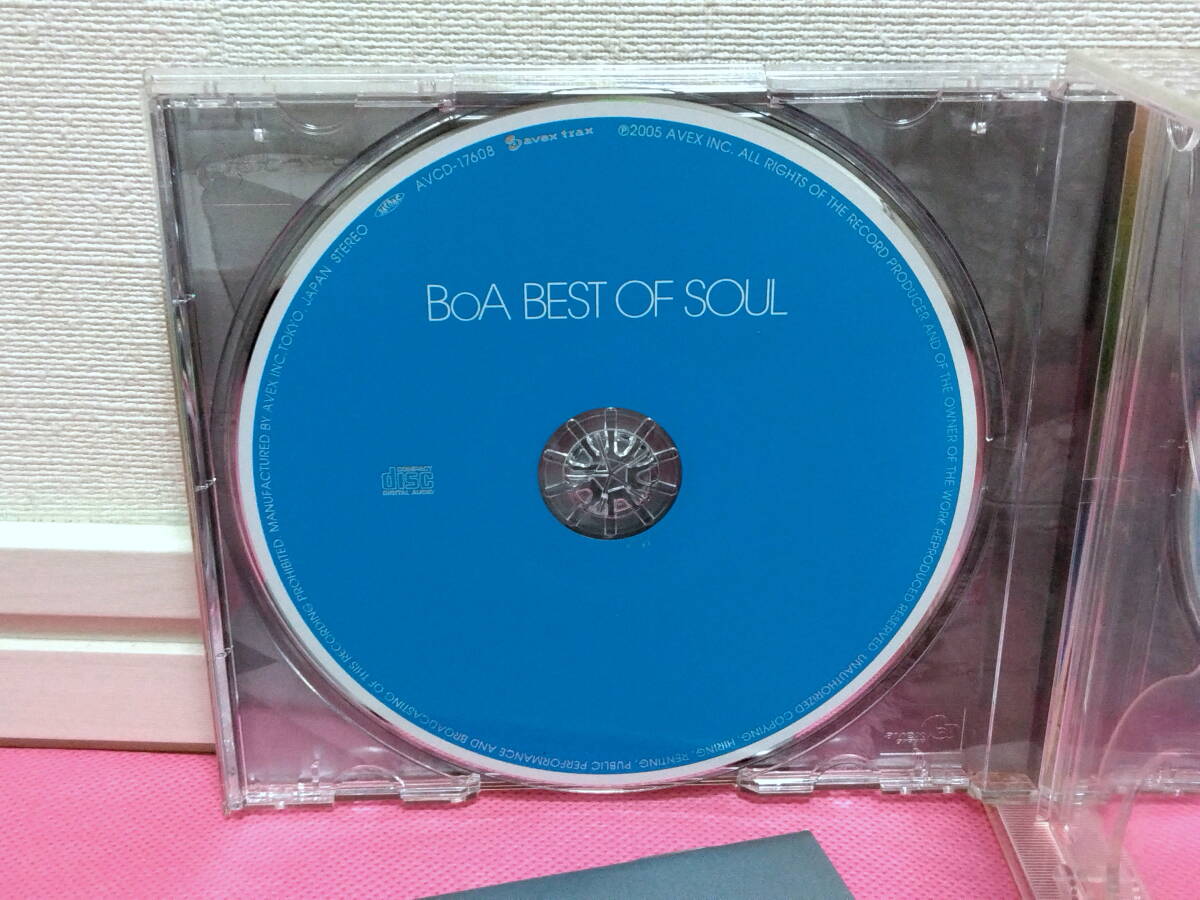 BoA BEST OF SOUL
COMPACT
disc
DIGITAL AUDIO
MANUFACTURED BY AVEX INC.TOKYO, JAPAN STEREO AVCD-17608 avex trax ℗2005 AVEX INC. ALL RIGHTS OF THE RECORD PRODUCER AND OF THE OWNER OF THE WORK REPRODUCED RESERVED. UNAUTHORIZED COPYING, HIRING, RENTING, PUBLIC PERFORMANCE AND BROADCASTING OF THIS RECORDING PROHIBITED.